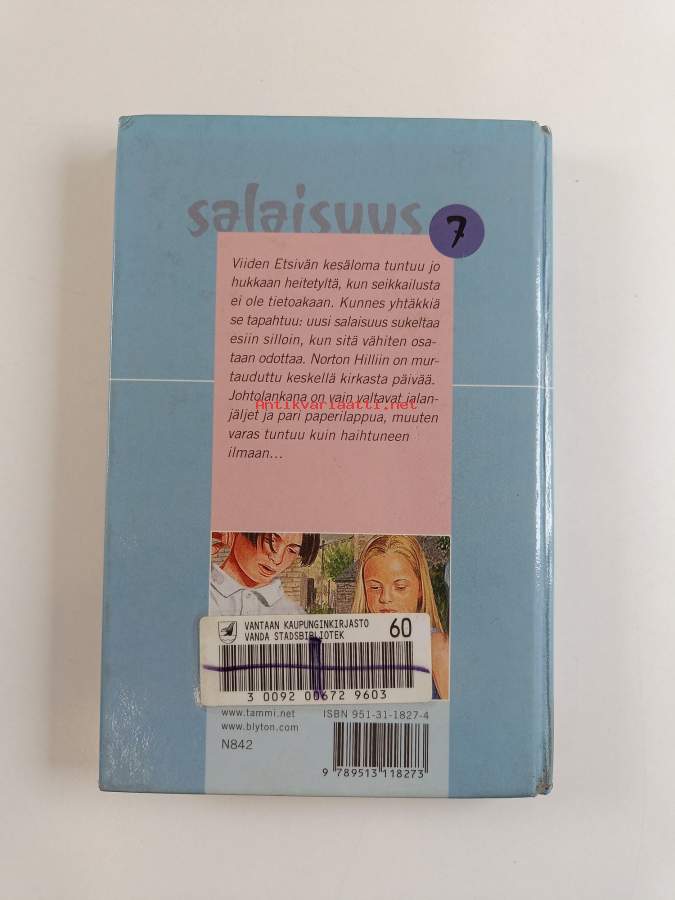 salaisuus
7
Viiden Etsivän kesäloma tuntuu jo
hukkaan heitetyltä, kun seikkailusta
ei ole tietoakaan. Kunnes yhtäkkiä
se tapahtuu: uusi salaisuus sukeltaa
esiin silloin, kun sitä vähiten osa-
taan odottaa. Norton Hilliin on mur-
tauduttu keskellä kirkasta päivää.
Johtolankana on vain valtavat jalan-
Antikvariaatti.net
jäljet ja pari paperilappua, muuten
varas tuntuu kuin haihtuneen
ilmaan...
VANTAAN KAUPUNGINKIRJASTO
VANDA STADSBIBLIOTEK
60
3 0092 00672 9603
www.tammi.net
ISBN 951-31-1827-4
www.blyton.com
N842
9 789513 118273